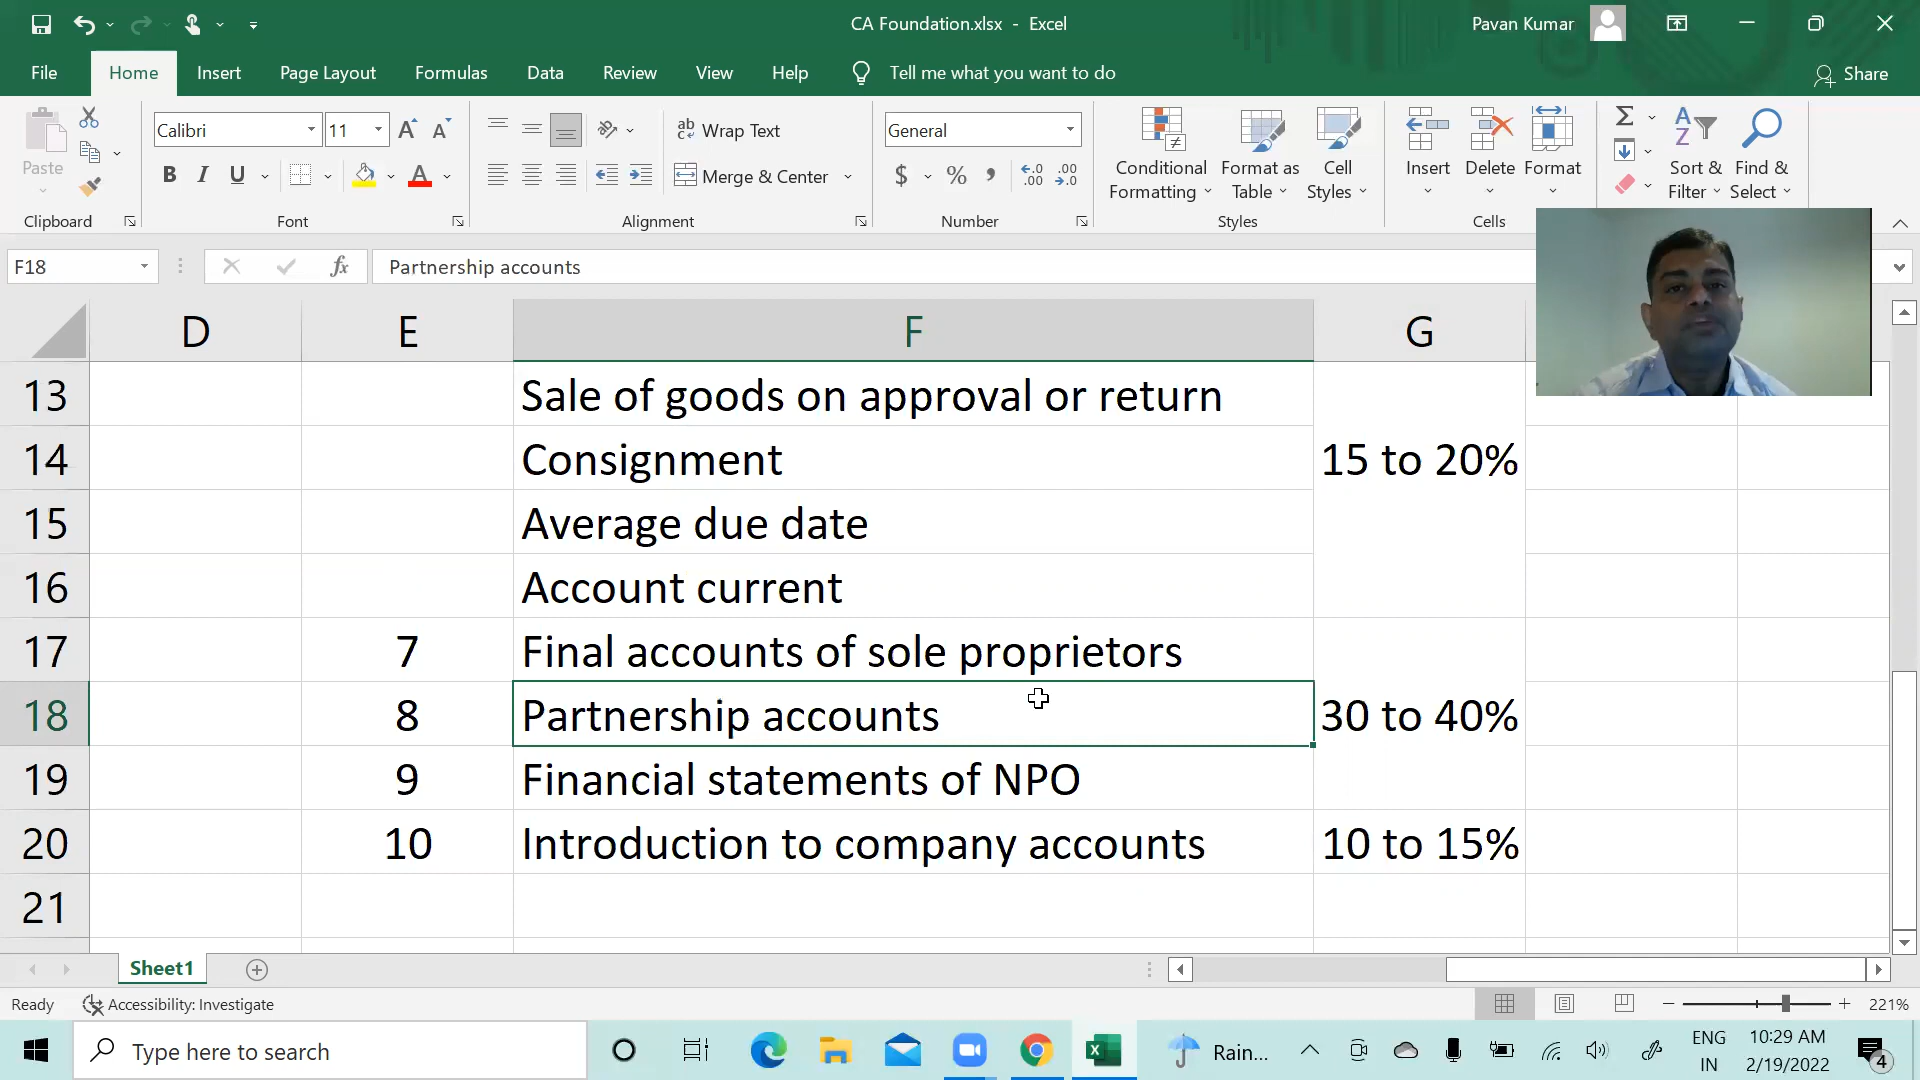 CA Foundation.xlsx - Excel
Pavan Kumar
File Home Insert Page Layout Formulas Data Review View Help Tell me what you want to do Share
Paste
Clipboard
Calibri 11
B I U
Font
Wrap Text
Merge & Center
Alignment
General
$ % ,
Number
Conditional Formatting
Format as Table
Cell Styles
Styles
Insert Delete Format
Cells
Sort & Filter
Find & Select
F18
fx Partnership accounts
D E F G
13 Sale of goods on approval or return
14 Consignment 15 to 20%
15 Average due date
16 Account current
17 7 Final accounts of sole proprietors
18 8 Partnership accounts 30 to 40%
19 9 Financial statements of NPO
20 10 Introduction to company accounts 10 to 15%
21
Sheet1
Ready Accessibility: Investigate 221%
Type here to search
Rain...
ENG
IN
10:29 AM
2/19/2022
4